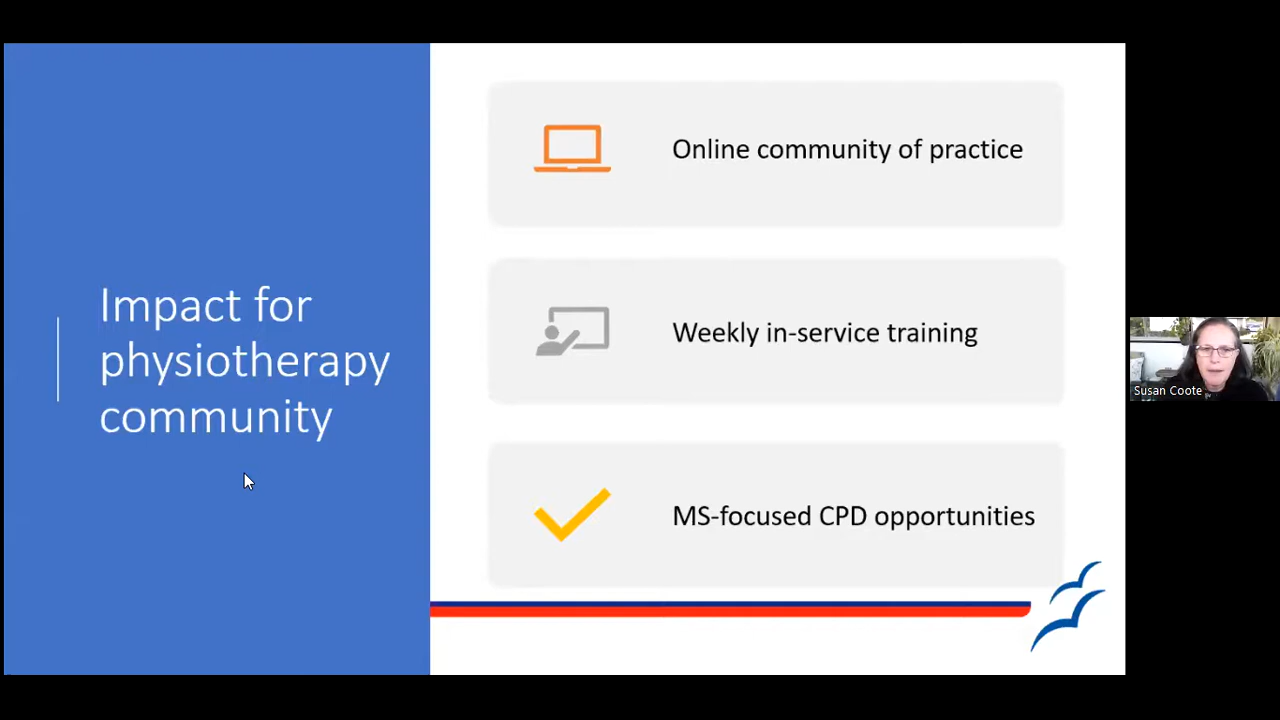 Impact for
physiotherapy
community
Online community of practice
Weekly in-service training
MS-focused CPD opportunities
Susan Coote